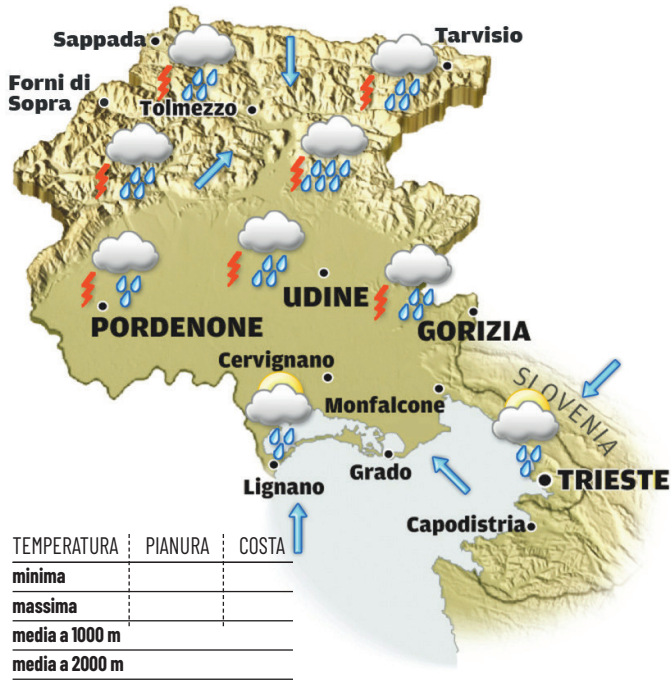 Sappada
Tarvisio
Forni di
Sopra
Tolmezzo
UDINE
PORDENONE
GORIZIA
Cervignano
SLOVENIA
Monfalcone
Grado
TRIESTE
Lignano
Capodistria
TEMPERATURA PIANURA COSTA
minima
massima
media a 1000 m
media a 2000 m